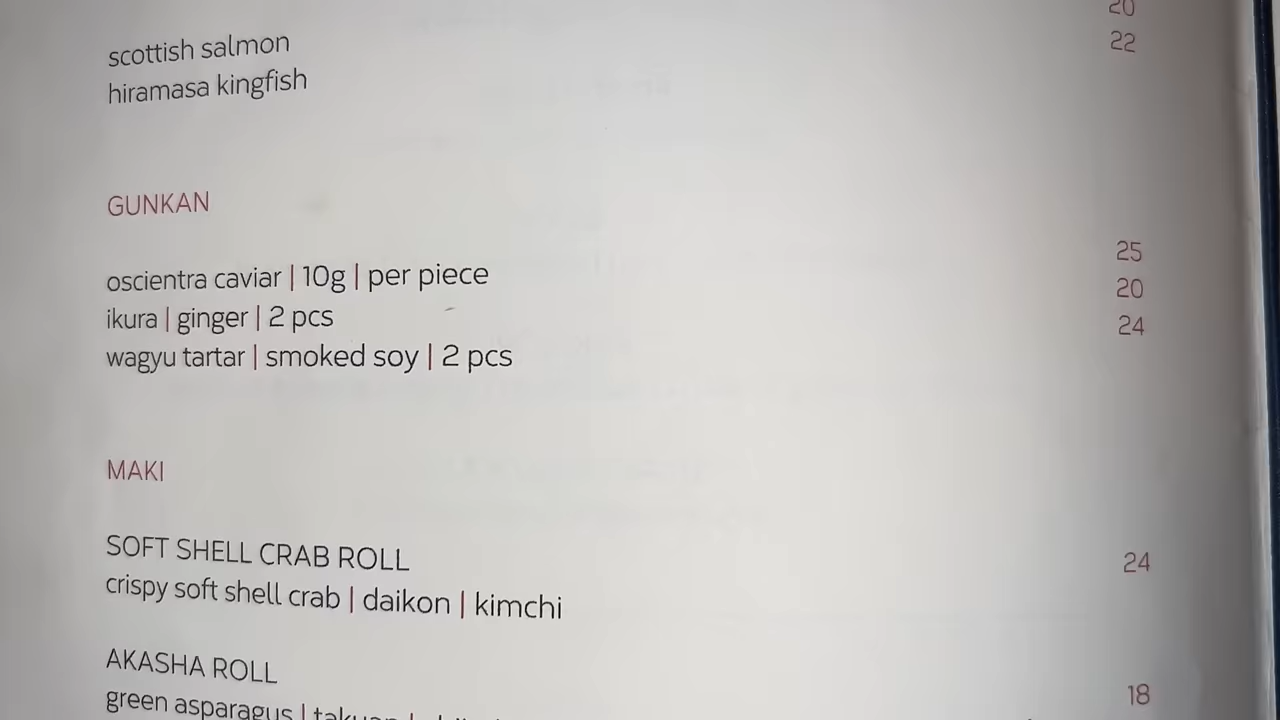 scottish salmon 20
hiramasa kingfish 22
GUNKAN
oscientra caviar | 10g | per piece 25
ikura | ginger | 2 pcs 20
wagyu tartar | smoked soy | 2 pcs 24
MAKI
SOFT SHELL CRAB ROLL 24
crispy soft shell crab | daikon | kimchi
AKASHA ROLL 18
green asparagus |